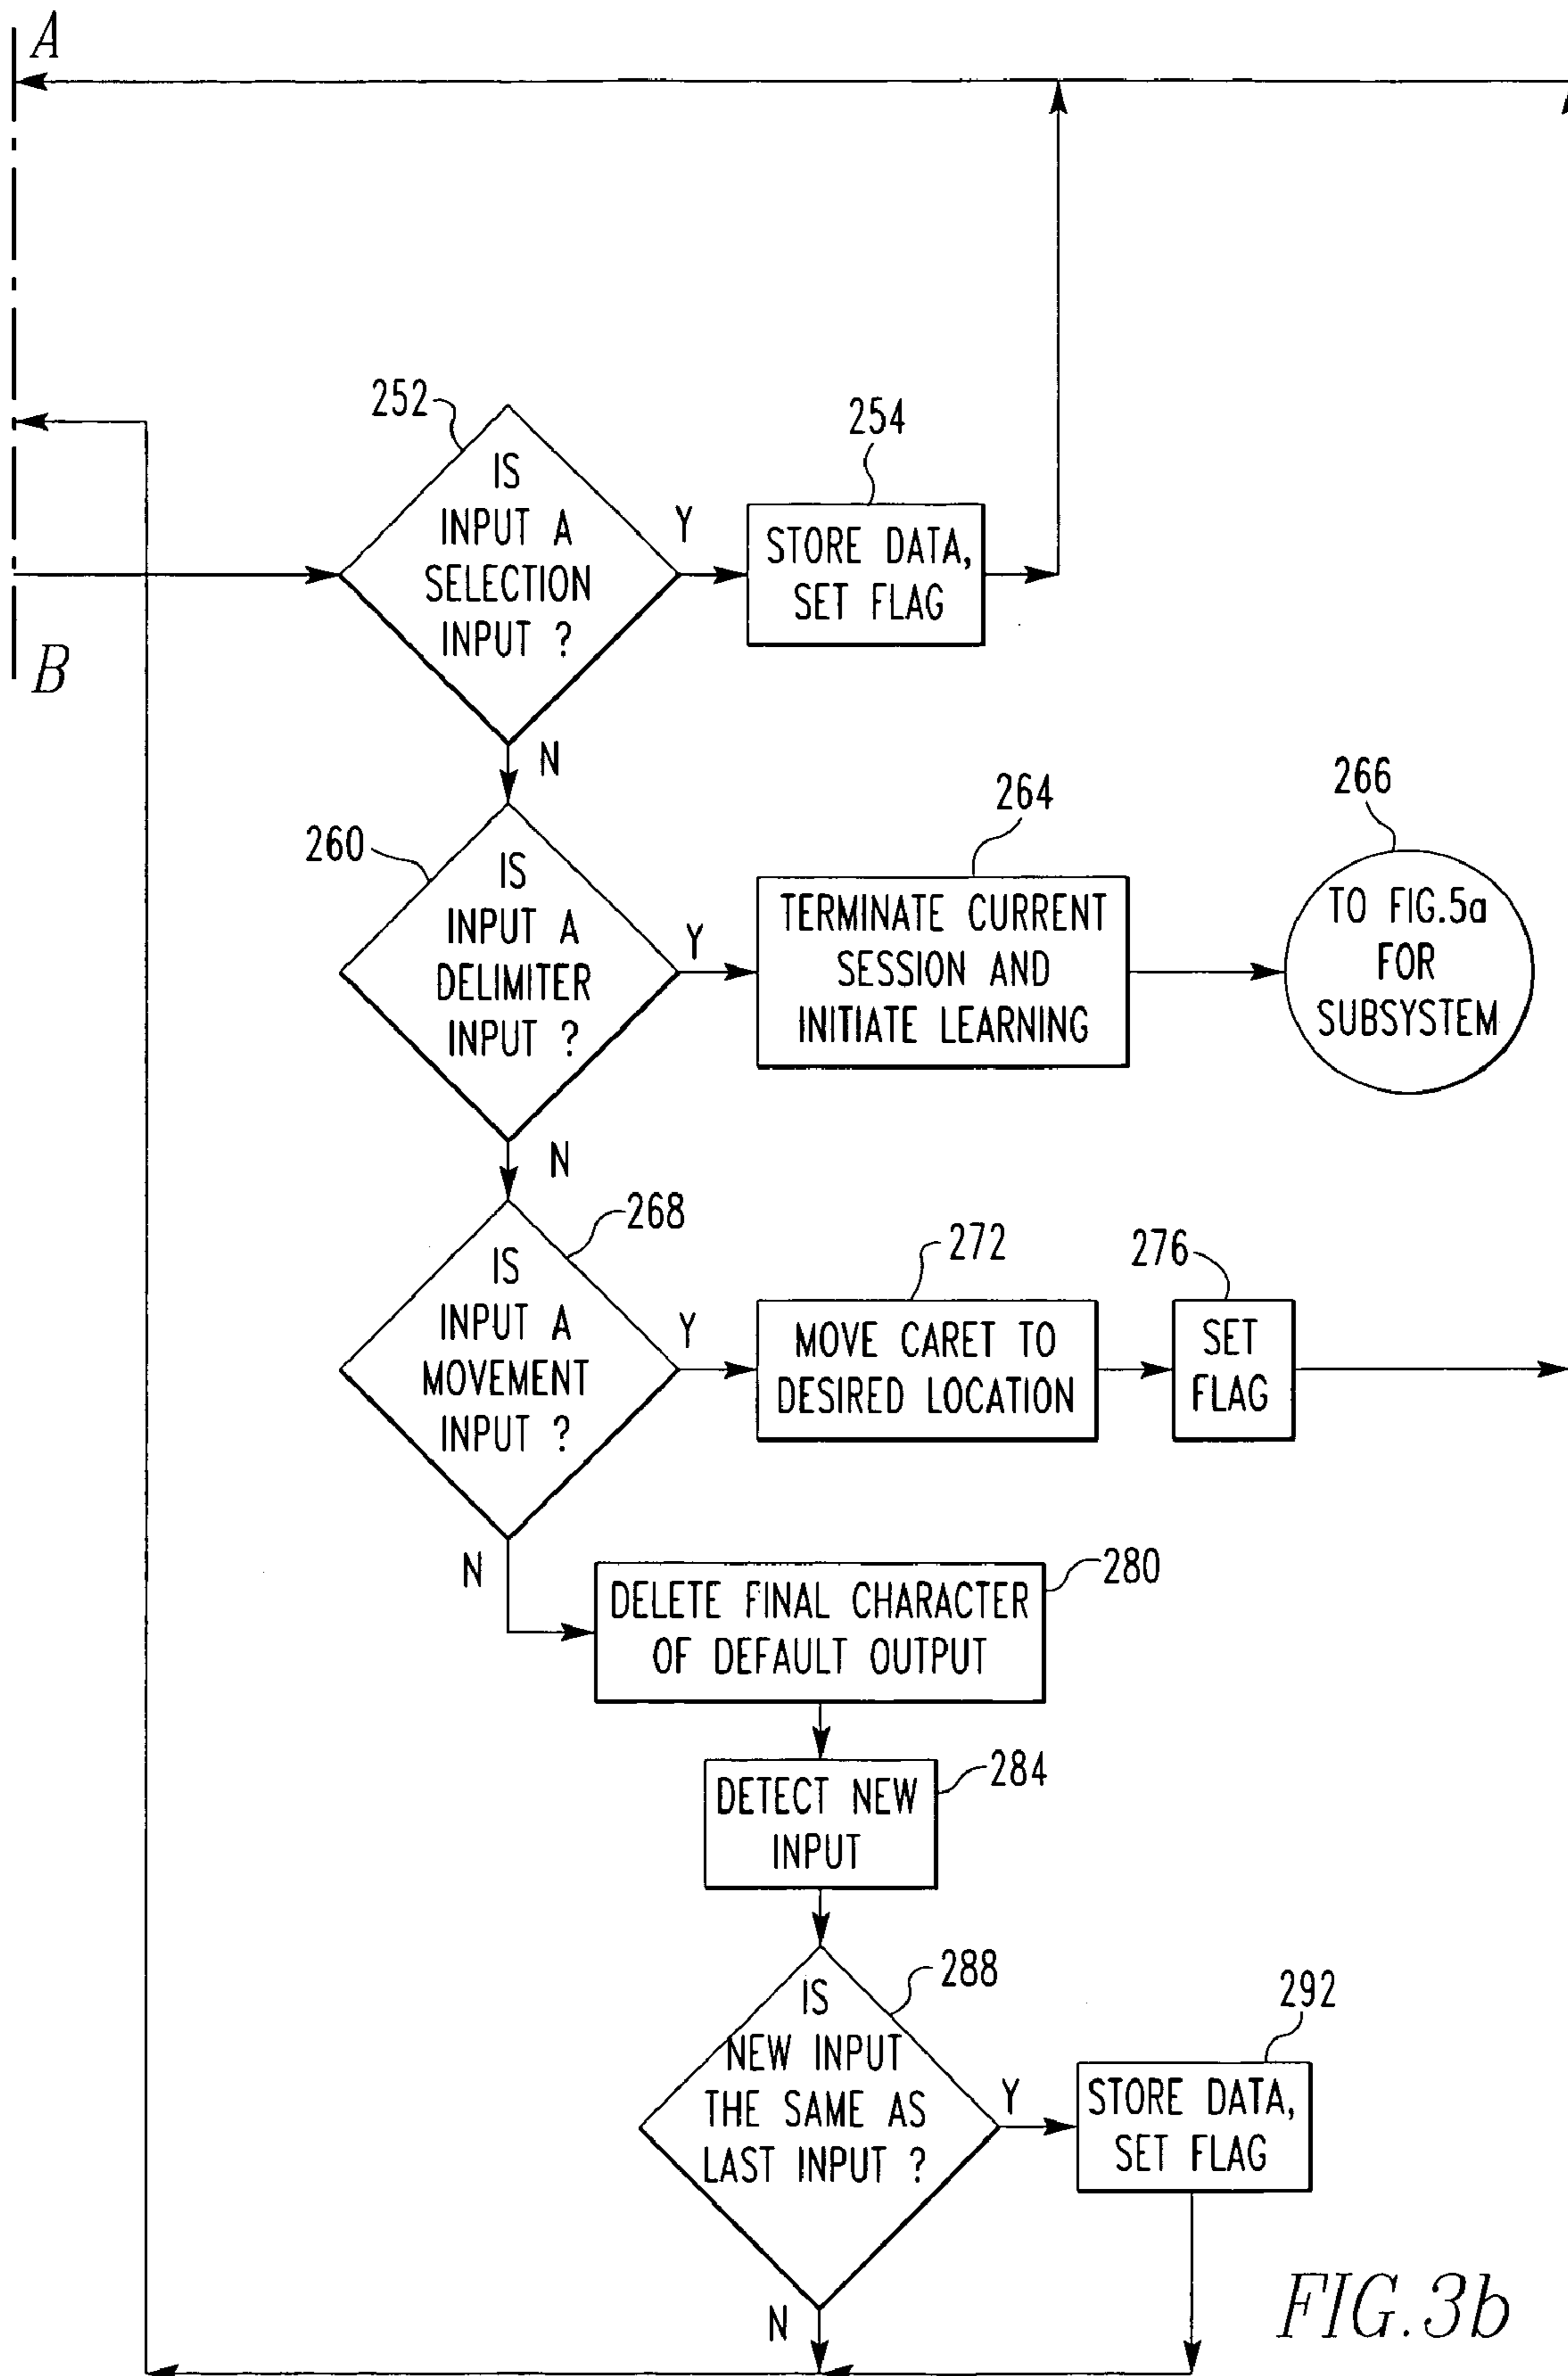 A
252
IS
INPUT A
SELECTION
INPUT ?
Y
254
STORE DATA,
SET FLAG
B
N
260
IS
INPUT A
DELIMITER
INPUT ?
Y
264
TERMINATE CURRENT
SESSION AND
INITIATE LEARNING
266
TO FIG.5a
FOR
SUBSYSTEM
N
268
IS
INPUT A
MOVEMENT
INPUT ?
Y
272
MOVE CARET TO
DESIRED LOCATION
276
SET
FLAG
N
280
DELETE FINAL CHARACTER
OF DEFAULT OUTPUT
284
DETECT NEW
INPUT
288
IS
NEW INPUT
THE SAME AS
LAST INPUT ?
Y
292
STORE DATA,
SET FLAG
N
FIG.3b